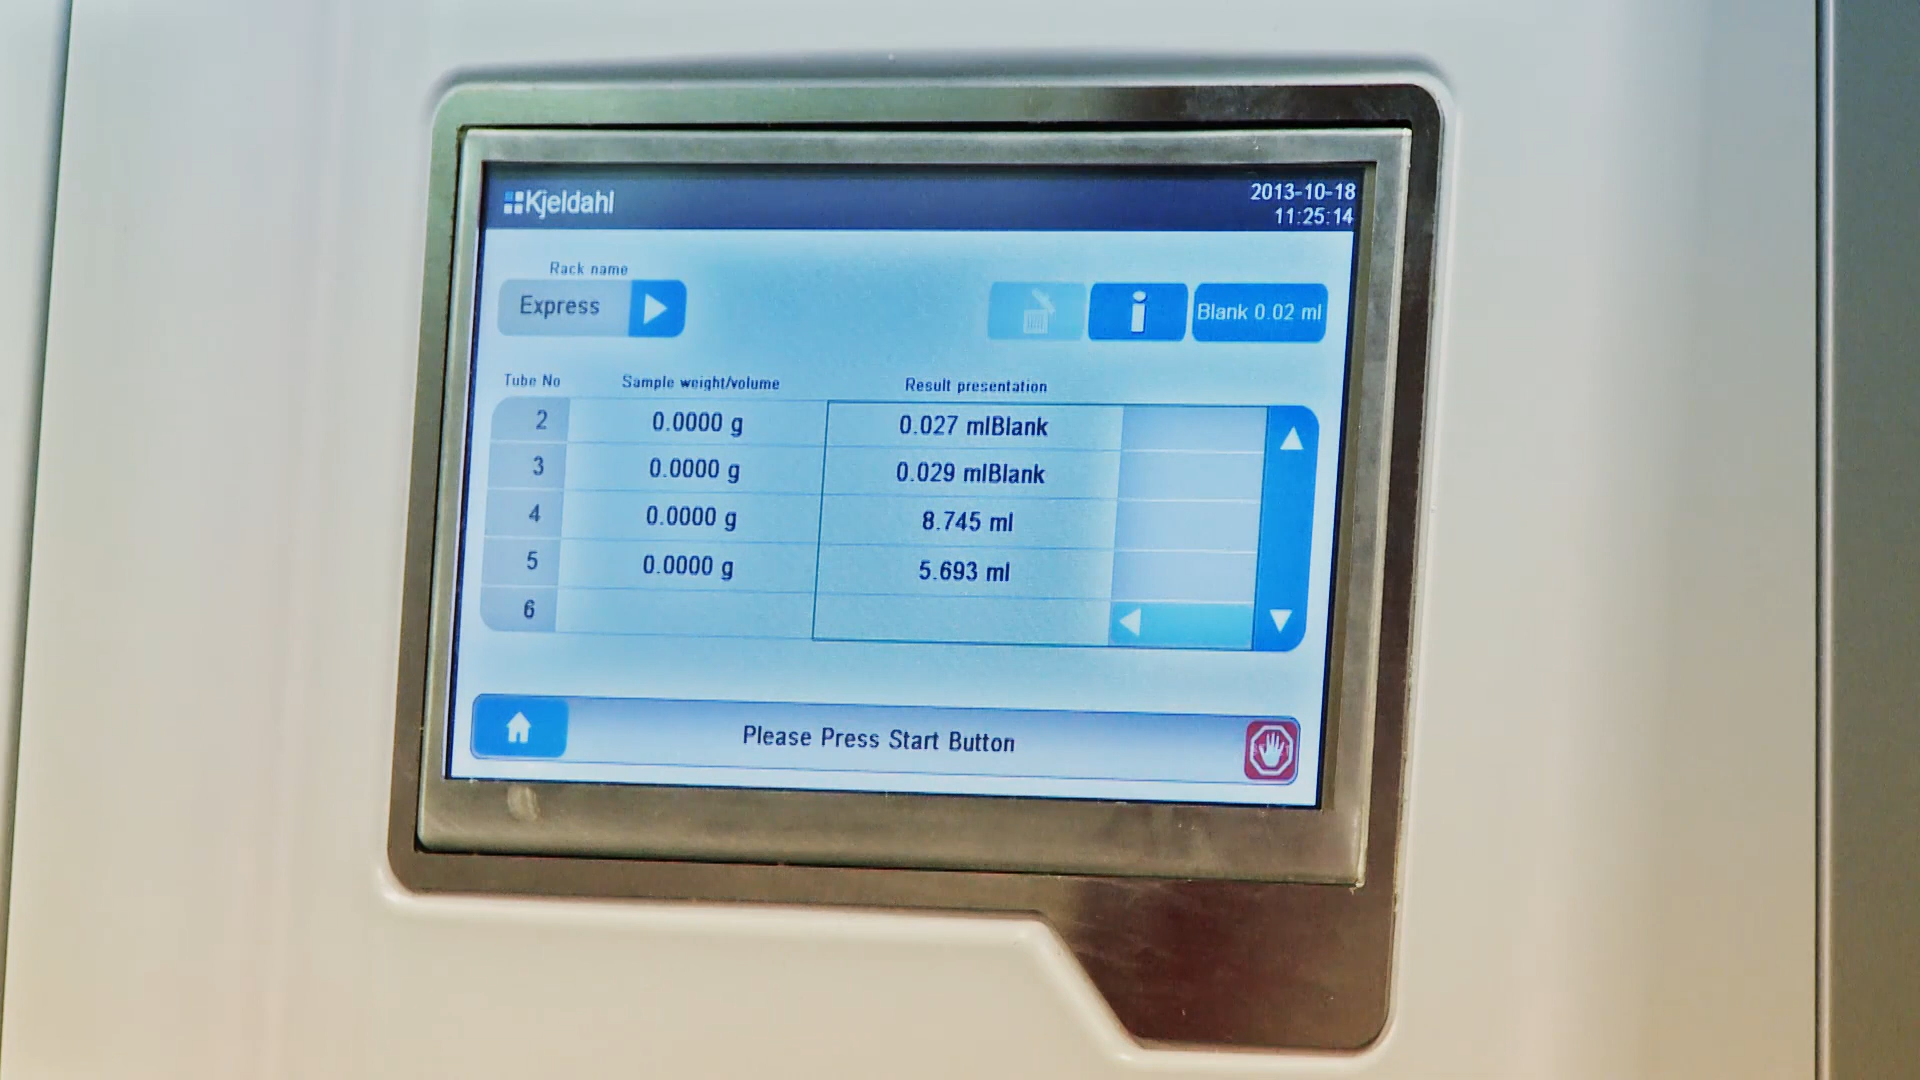 Kjeldahl
2013-10-18
11:25:14
Rack name
Express
Blank 0.02 ml
Tube No Sample weight/volume Result presentation
2 0.0000 g 0.027 mlBlank
3 0.0000 g 0.029 mlBlank
4 0.0000 g 8.745 ml
5 0.0000 g 5.693 ml
6
Please Press Start Button